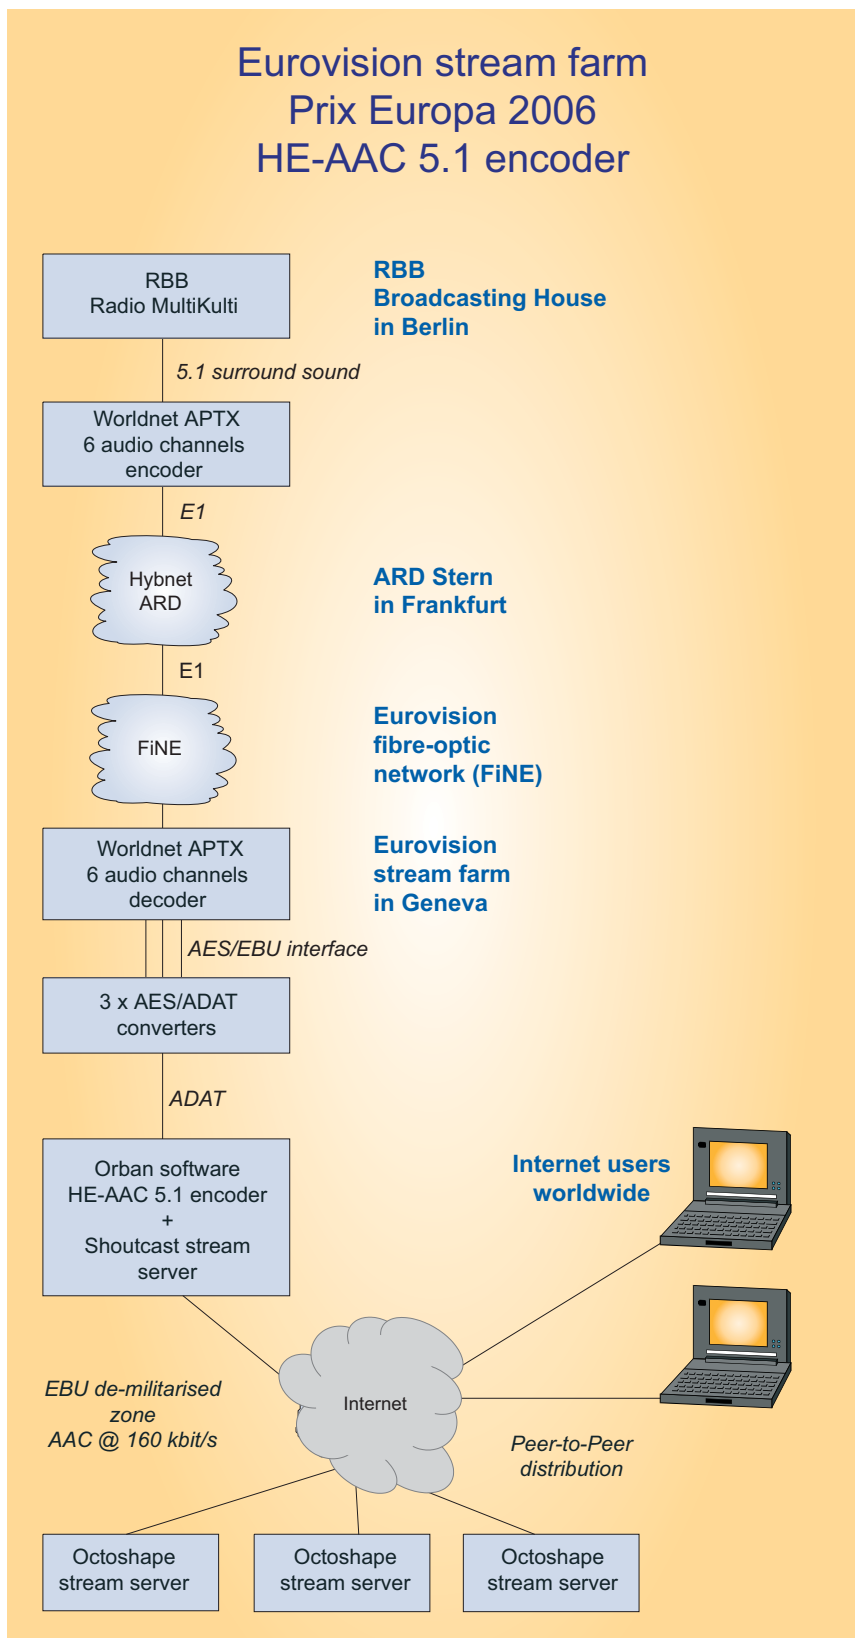 Eurovision stream farm
Prix Europa 2006
HE-AAC 5.1 encoder
RBB
Radio MultiKulti
RBB
Broadcasting House
in Berlin
5.1 surround sound
Worldnet APTX
6 audio channels
encoder
E1
Hybnet
ARD
ARD Stern
in Frankfurt
E1
FiNE
Eurovision
fibre-optic
network (FiNE)
Worldnet APTX
6 audio channels
decoder
Eurovision
stream farm
in Geneva
AES/EBU interface
3 x AES/ADAT
converters
ADAT
Orban software
HE-AAC 5.1 encoder
+
Shoutcast stream
server
Internet users
worldwide
EBU de-militarised
zone
AAC @ 160 kbit/s
Internet
Peer-to-Peer
distribution
Octoshape
stream server
Octoshape
stream server
Octoshape
stream server